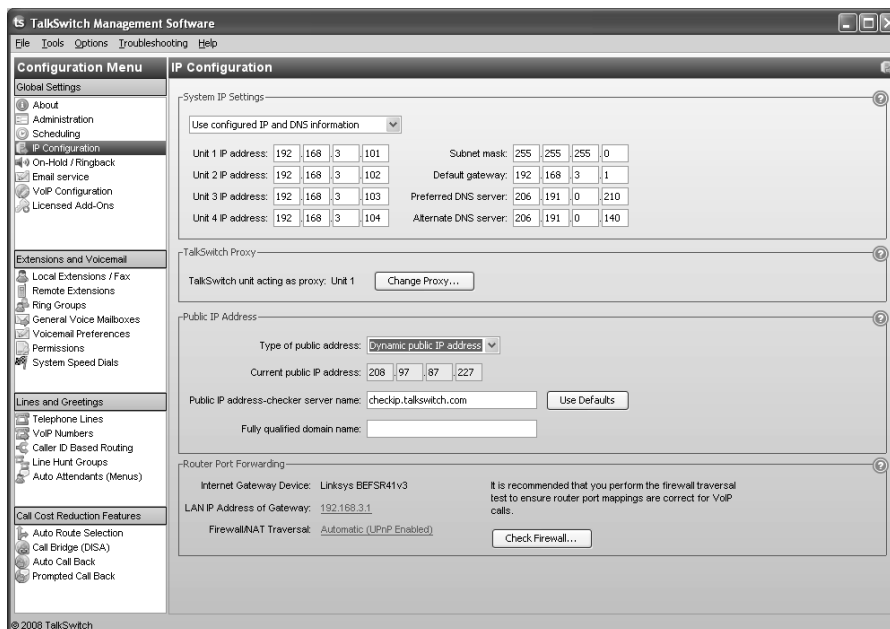 ts TalkSwitch Management Software
File Tools Options Troubleshooting Help
Configuration Menu
Global Settings
About
Administration
Scheduling
IP Configuration
On-Hold / Ringback
Email service
VoIP Configuration
Licensed Add-Ons
Extensions and Voicemail
Local Extensions / Fax
Remote Extensions
Ring Groups
General Voice Mailboxes
Voicemail Preferences
Permissions
System Speed Dials
Lines and Greetings
Telephone Lines
VoIP Numbers
Caller ID Based Routing
Line Hunt Groups
Auto Attendants (Menus)
Call Cost Reduction Features
Auto Route Selection
Call Bridge (DISA)
Auto Call Back
Prompted Call Back
IP Configuration
System IP Settings
Use configured IP and DNS information
Unit 1 IP address: 192 .168 .3 .101 Subnet mask: 255 .255 .255 .0
Unit 2 IP address: 192 .168 .3 .102 Default gateway: 192 .168 .3 .1
Unit 3 IP address: 192 .168 .3 .103 Preferred DNS server: 206 .191 .0 .210
Unit 4 IP address: 192 .168 .3 .104 Alternate DNS server: 206 .191 .0 .140
TalkSwitch Proxy
TalkSwitch unit acting as proxy: Unit 1 Change Proxy...
Public IP Address
Type of public address: Dynamic public IP address
Current public IP address: 208 .97 .87 .227
Public IP address-checker server name: checkip.talkswitch.com Use Defaults
Fully qualified domain name:
Router Port Forwarding
Internet Gateway Device: Linksys BEFSR41v3
LAN IP Address of Gateway: 192.168.3.1
Firewall/NAT Traversal: Automatic (UPnP Enabled)
It is recommended that you perform the firewall traversal
test to ensure router port mappings are correct for VoIP
calls.
Check Firewall...
© 2008 TalkSwitch